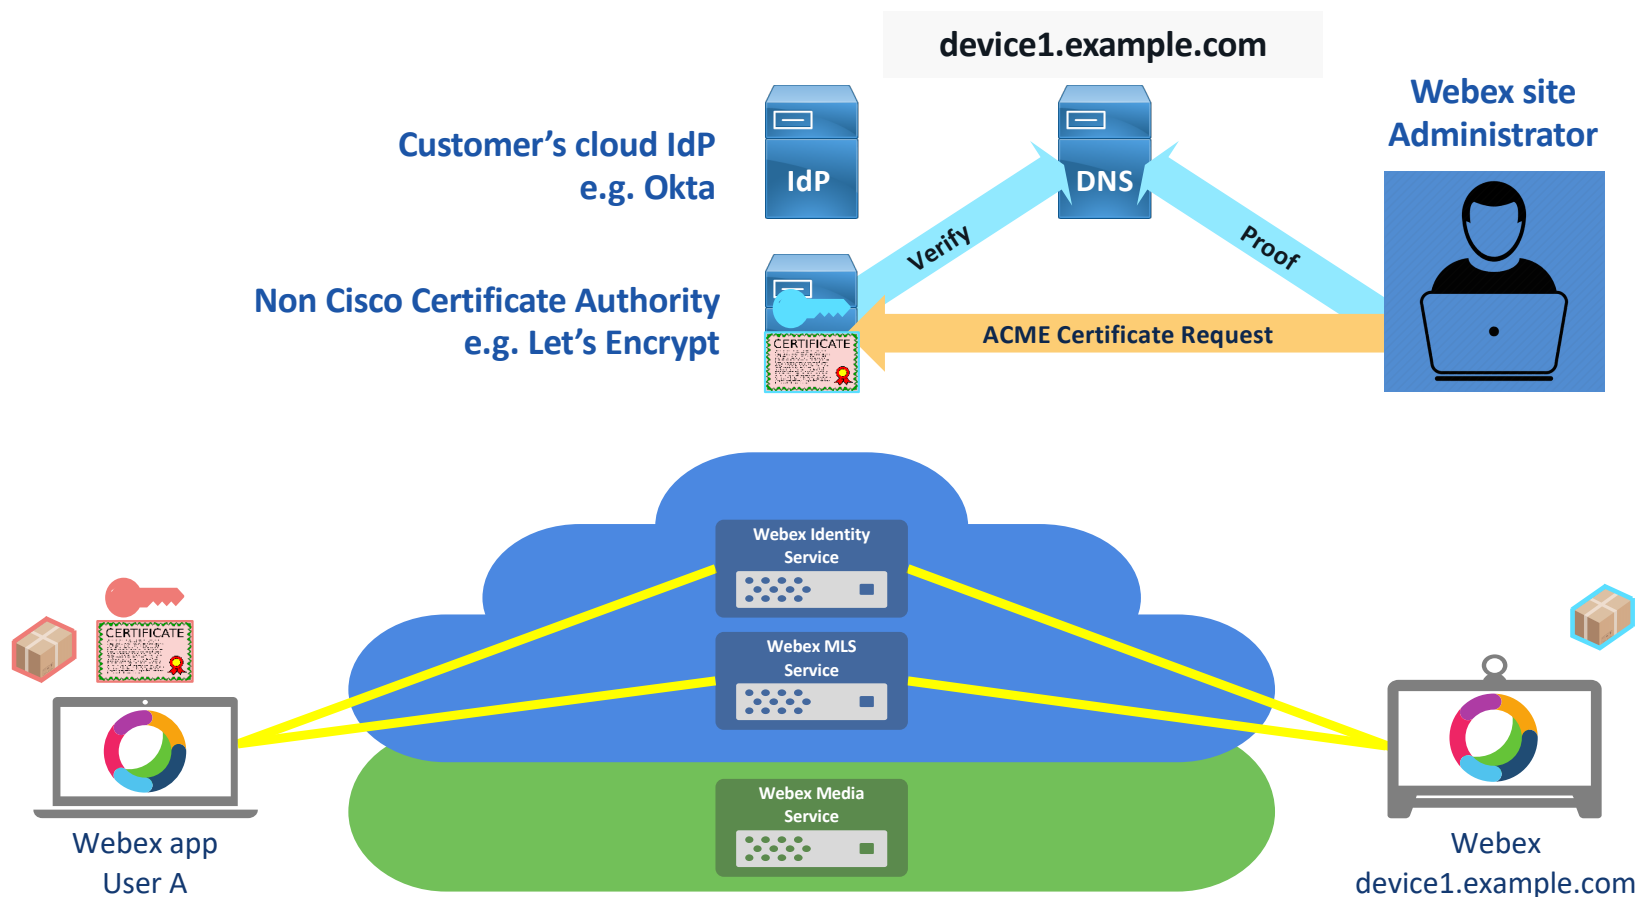 device1.example.com
Webex site
Administrator
Customer’s cloud IdP
e.g. Okta
IdP
DNS
Verify
Proof
Non Cisco Certificate Authority
e.g. Let’s Encrypt
CERTIFICATE
ACME Certificate Request
Webex Identity
Service
Webex MLS
Service
CERTIFICATE
Webex Media
Service
Webex app
User A
Webex
device1.example.com